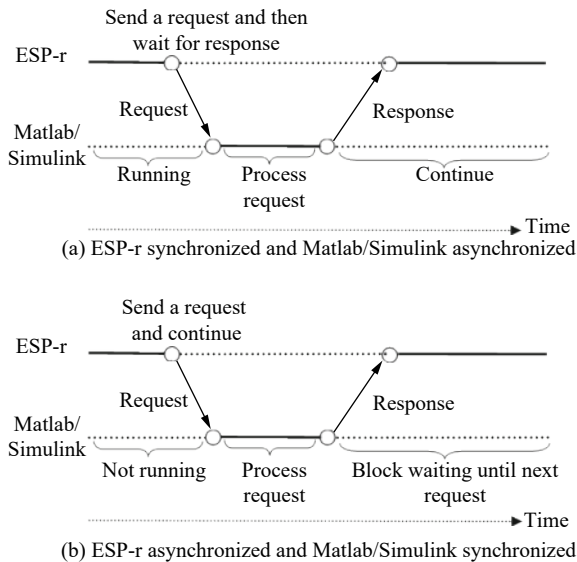 Send a request and then
wait for response
ESP-r
Request
Response
Matlab/
Simulink
Running
Process
request
Continue
Time
(a) ESP-r synchronized and Matlab/Simulink asynchronized
Send a request
and continue
ESP-r
Request
Response
Matlab/
Simulink
Not running
Process
request
Block waiting until next
request
Time
(b) ESP-r asynchronized and Matlab/Simulink synchronized